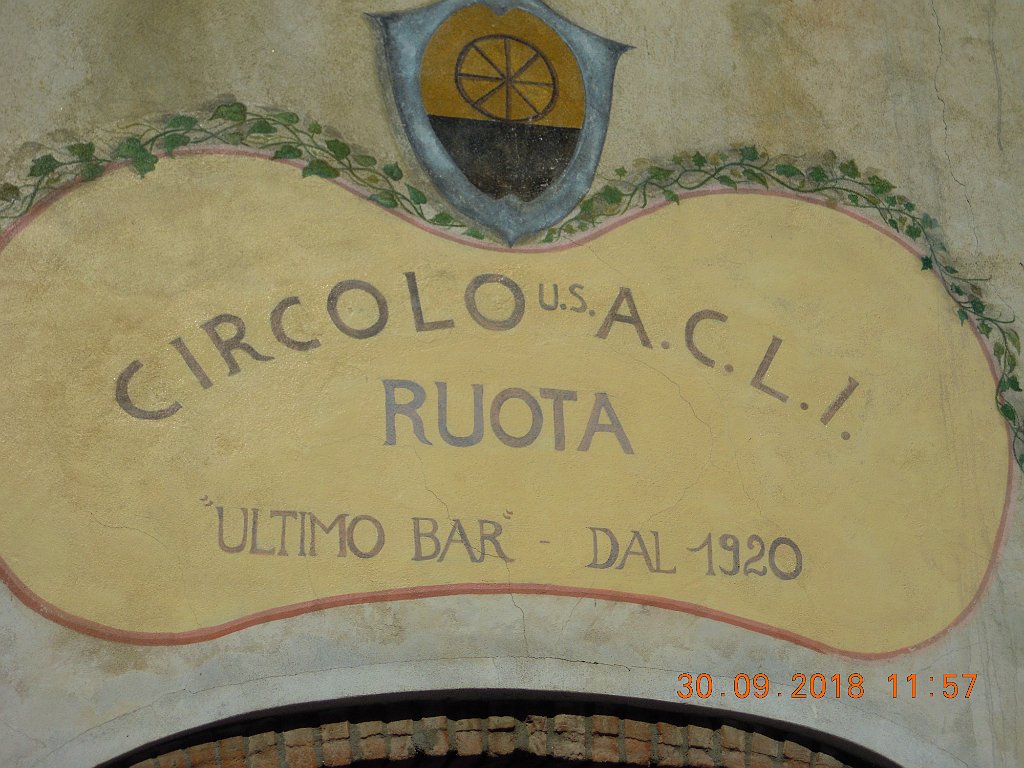 CIRCOLO U.S. A.C.L.I.
RUOTA
"ULTIMO BAR" - DAL 1920
30.09.2018 11:57